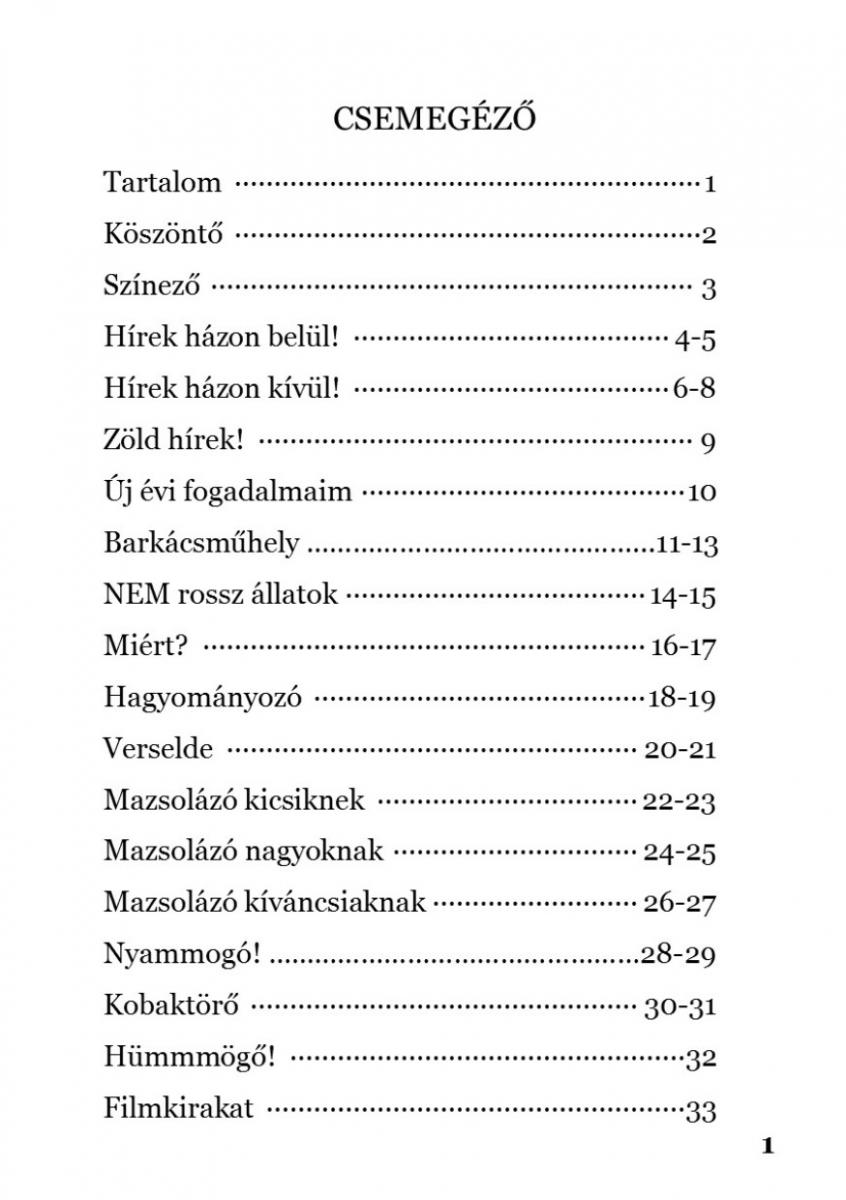 CSEMEGÉZŐ
Tartalom ················································· 1
Köszöntő ················································· 2
Színező ················································· 3
Hírek házon belül! ································· 4-5
Hírek házon kívül! ································· 6-8
Zöld hírek! ············································· 9
Új évi fogadalmaim ································· 10
Barkácsműhely ......................................11-13
NEM rossz állatok ································ 14-15
Miért? ··············································· 16-17
Hagyományozó ··································· 18-19
Verselde ············································ 20-21
Mazsolázó kicsiknek ···························· 22-23
Mazsolázó nagyoknak ·························· 24-25
Mazsolázó kíváncsiaknak ······················ 26-27
Nyammogó! ........................................28-29
Kobaktörő ········································· 30-31
Hümmmögő! ········································· 32
Filmkirakat ············································ 33
1